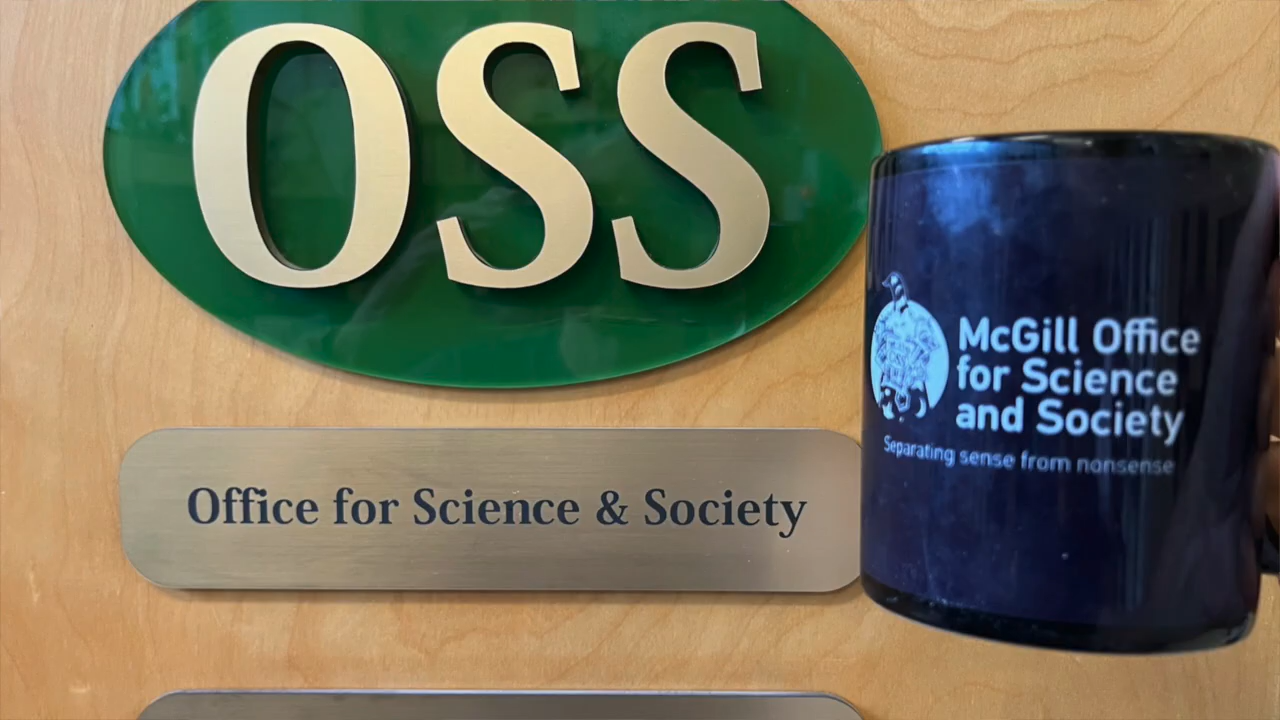 OSS
Office for Science & Society
McGill Office
for Science
and Society
Separating sense from nonsense